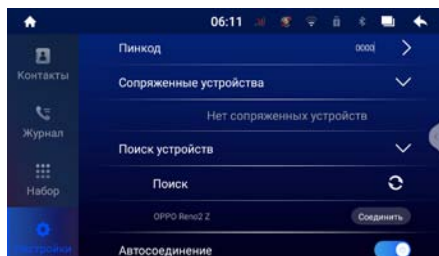 06:11
Пинкод 0000
Контакты
Сопряженные устройства
Нет сопряженных устройств
Журнал
Поиск устройств
Поиск
Набор
OPPO Reno2 Z Соединить
Настройки
Автосоединение